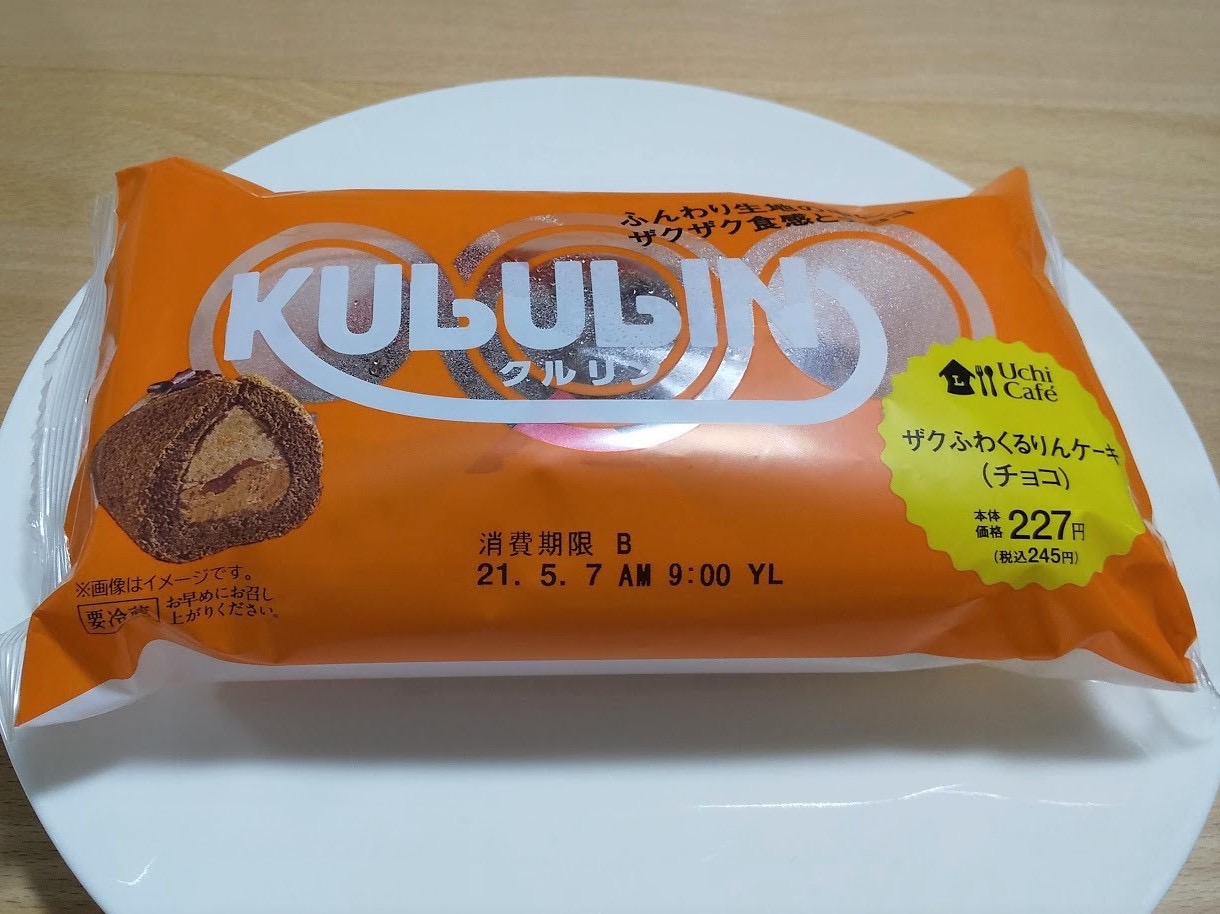 ふんわり生地の
ザクザク食感と
KULULIN
クルリン
Uchi
Café
ザクふわくるりんケーキ
(チョコ)
本体
価格 227円
(税込245円)
消費期限 B
21. 5. 7 AM 9:00 YL
※画像はイメージです。
要冷蔵 お早めにお召し
上がりください。